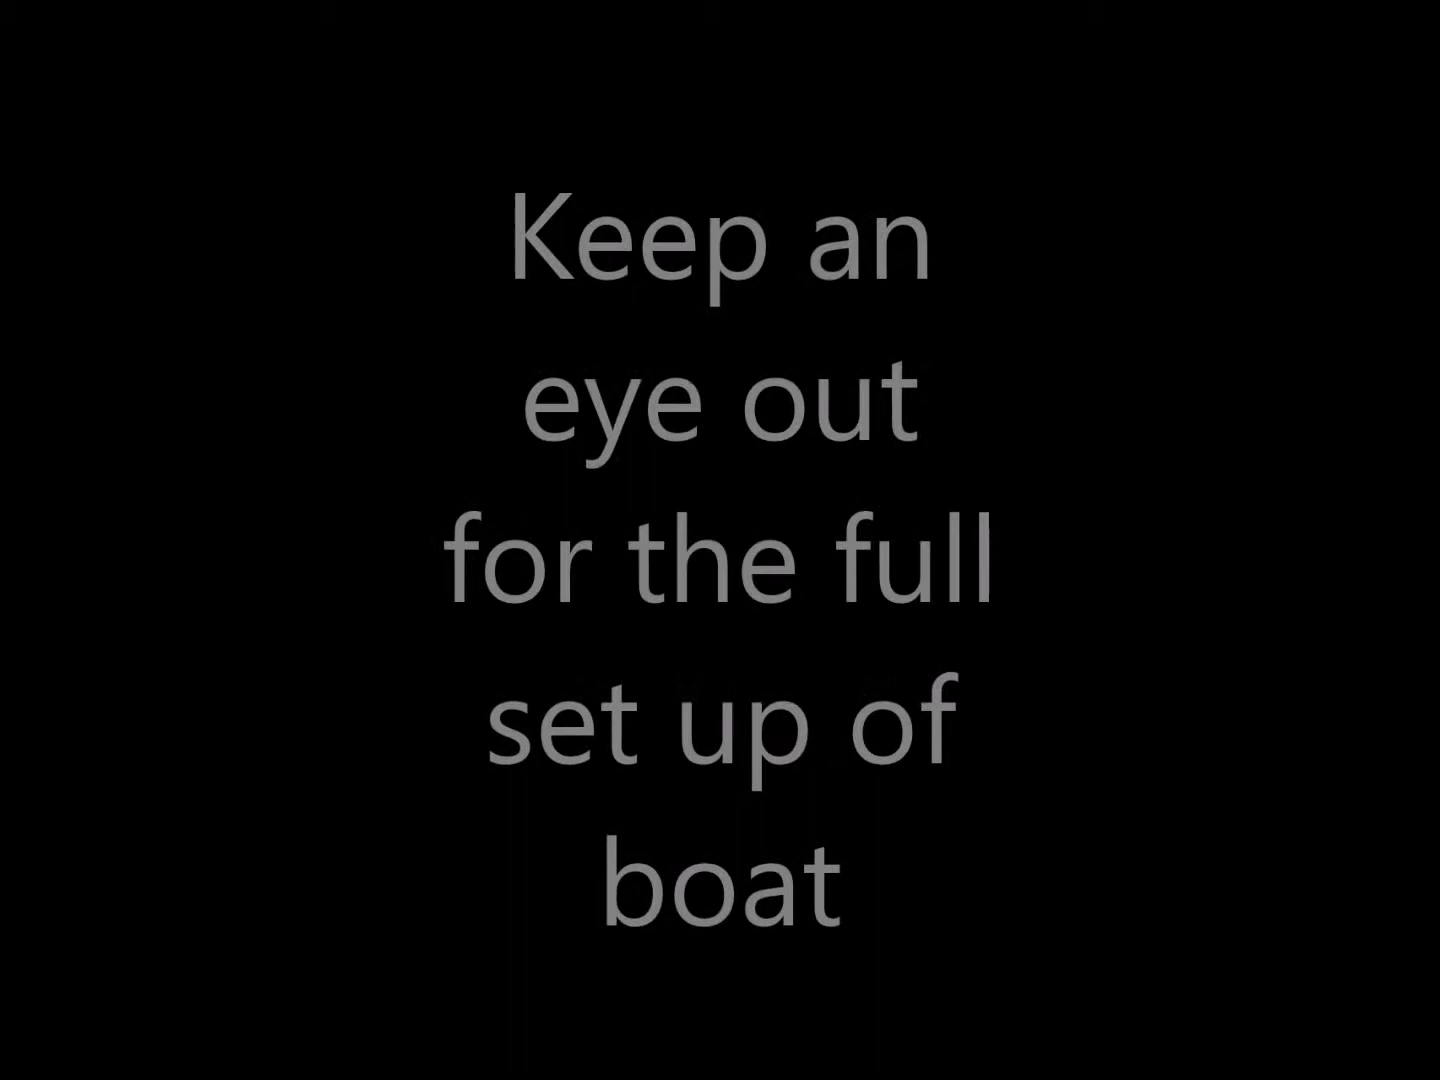 Keep an
eye out
for the full
set up of
boat